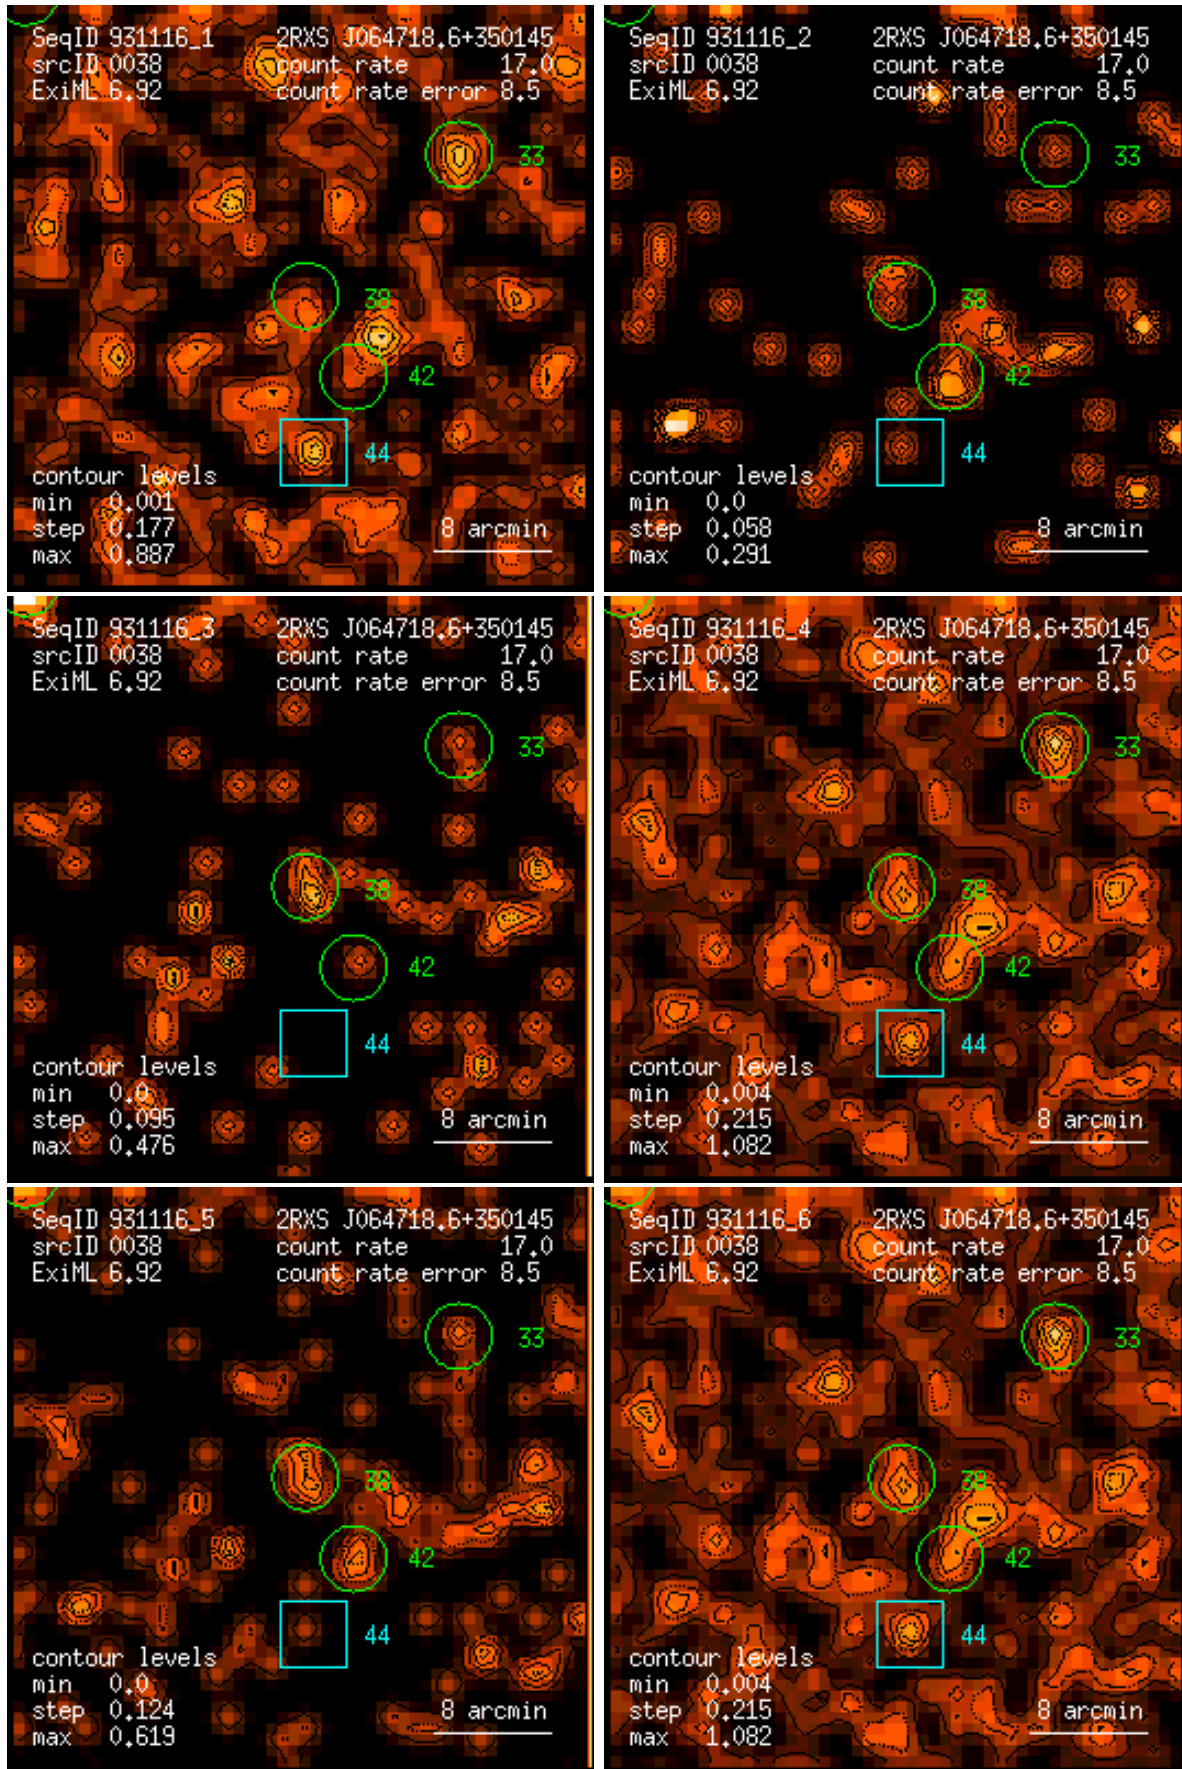 SeqID 931116_1 2RXS J064718.6+350145
srcID 0038 count rate 17.0
ExiML 6.92 count rate error 8.5
33
38
42
44
contour levels
min 0.001
step 0.177 8 arcmin
max 0.887
SeqID 931116_2 2RXS J064718.6+350145
srcID 0038 count rate 17.0
ExiML 6.92 count rate error 8.5
33
38
42
44
contour levels
min 0.0
step 0.058 8 arcmin
max 0.291
SeqID 931116_3 2RXS J064718.6+350145
srcID 0038 count rate 17.0
ExiML 6.92 count rate error 8.5
33
38
42
44
contour levels
min 0.0
step 0.095 8 arcmin
max 0.476
SeqID 931116_4 2RXS J064718.6+350145
srcID 0038 count rate 17.0
ExiML 6.92 count rate error 8.5
33
38
42
44
contour levels
min 0.004
step 0.215 8 arcmin
max 1.082
SeqID 931116_5 2RXS J064718.6+350145
srcID 0038 count rate 17.0
ExiML 6.92 count rate error 8.5
33
38
42
44
contour levels
min 0.0
step 0.124 8 arcmin
max 0.619
SeqID 931116_6 2RXS J064718.6+350145
srcID 0038 count rate 17.0
ExiML 6.92 count rate error 8.5
33
38
42
44
contour levels
min 0.004
step 0.215 8 arcmin
max 1.082